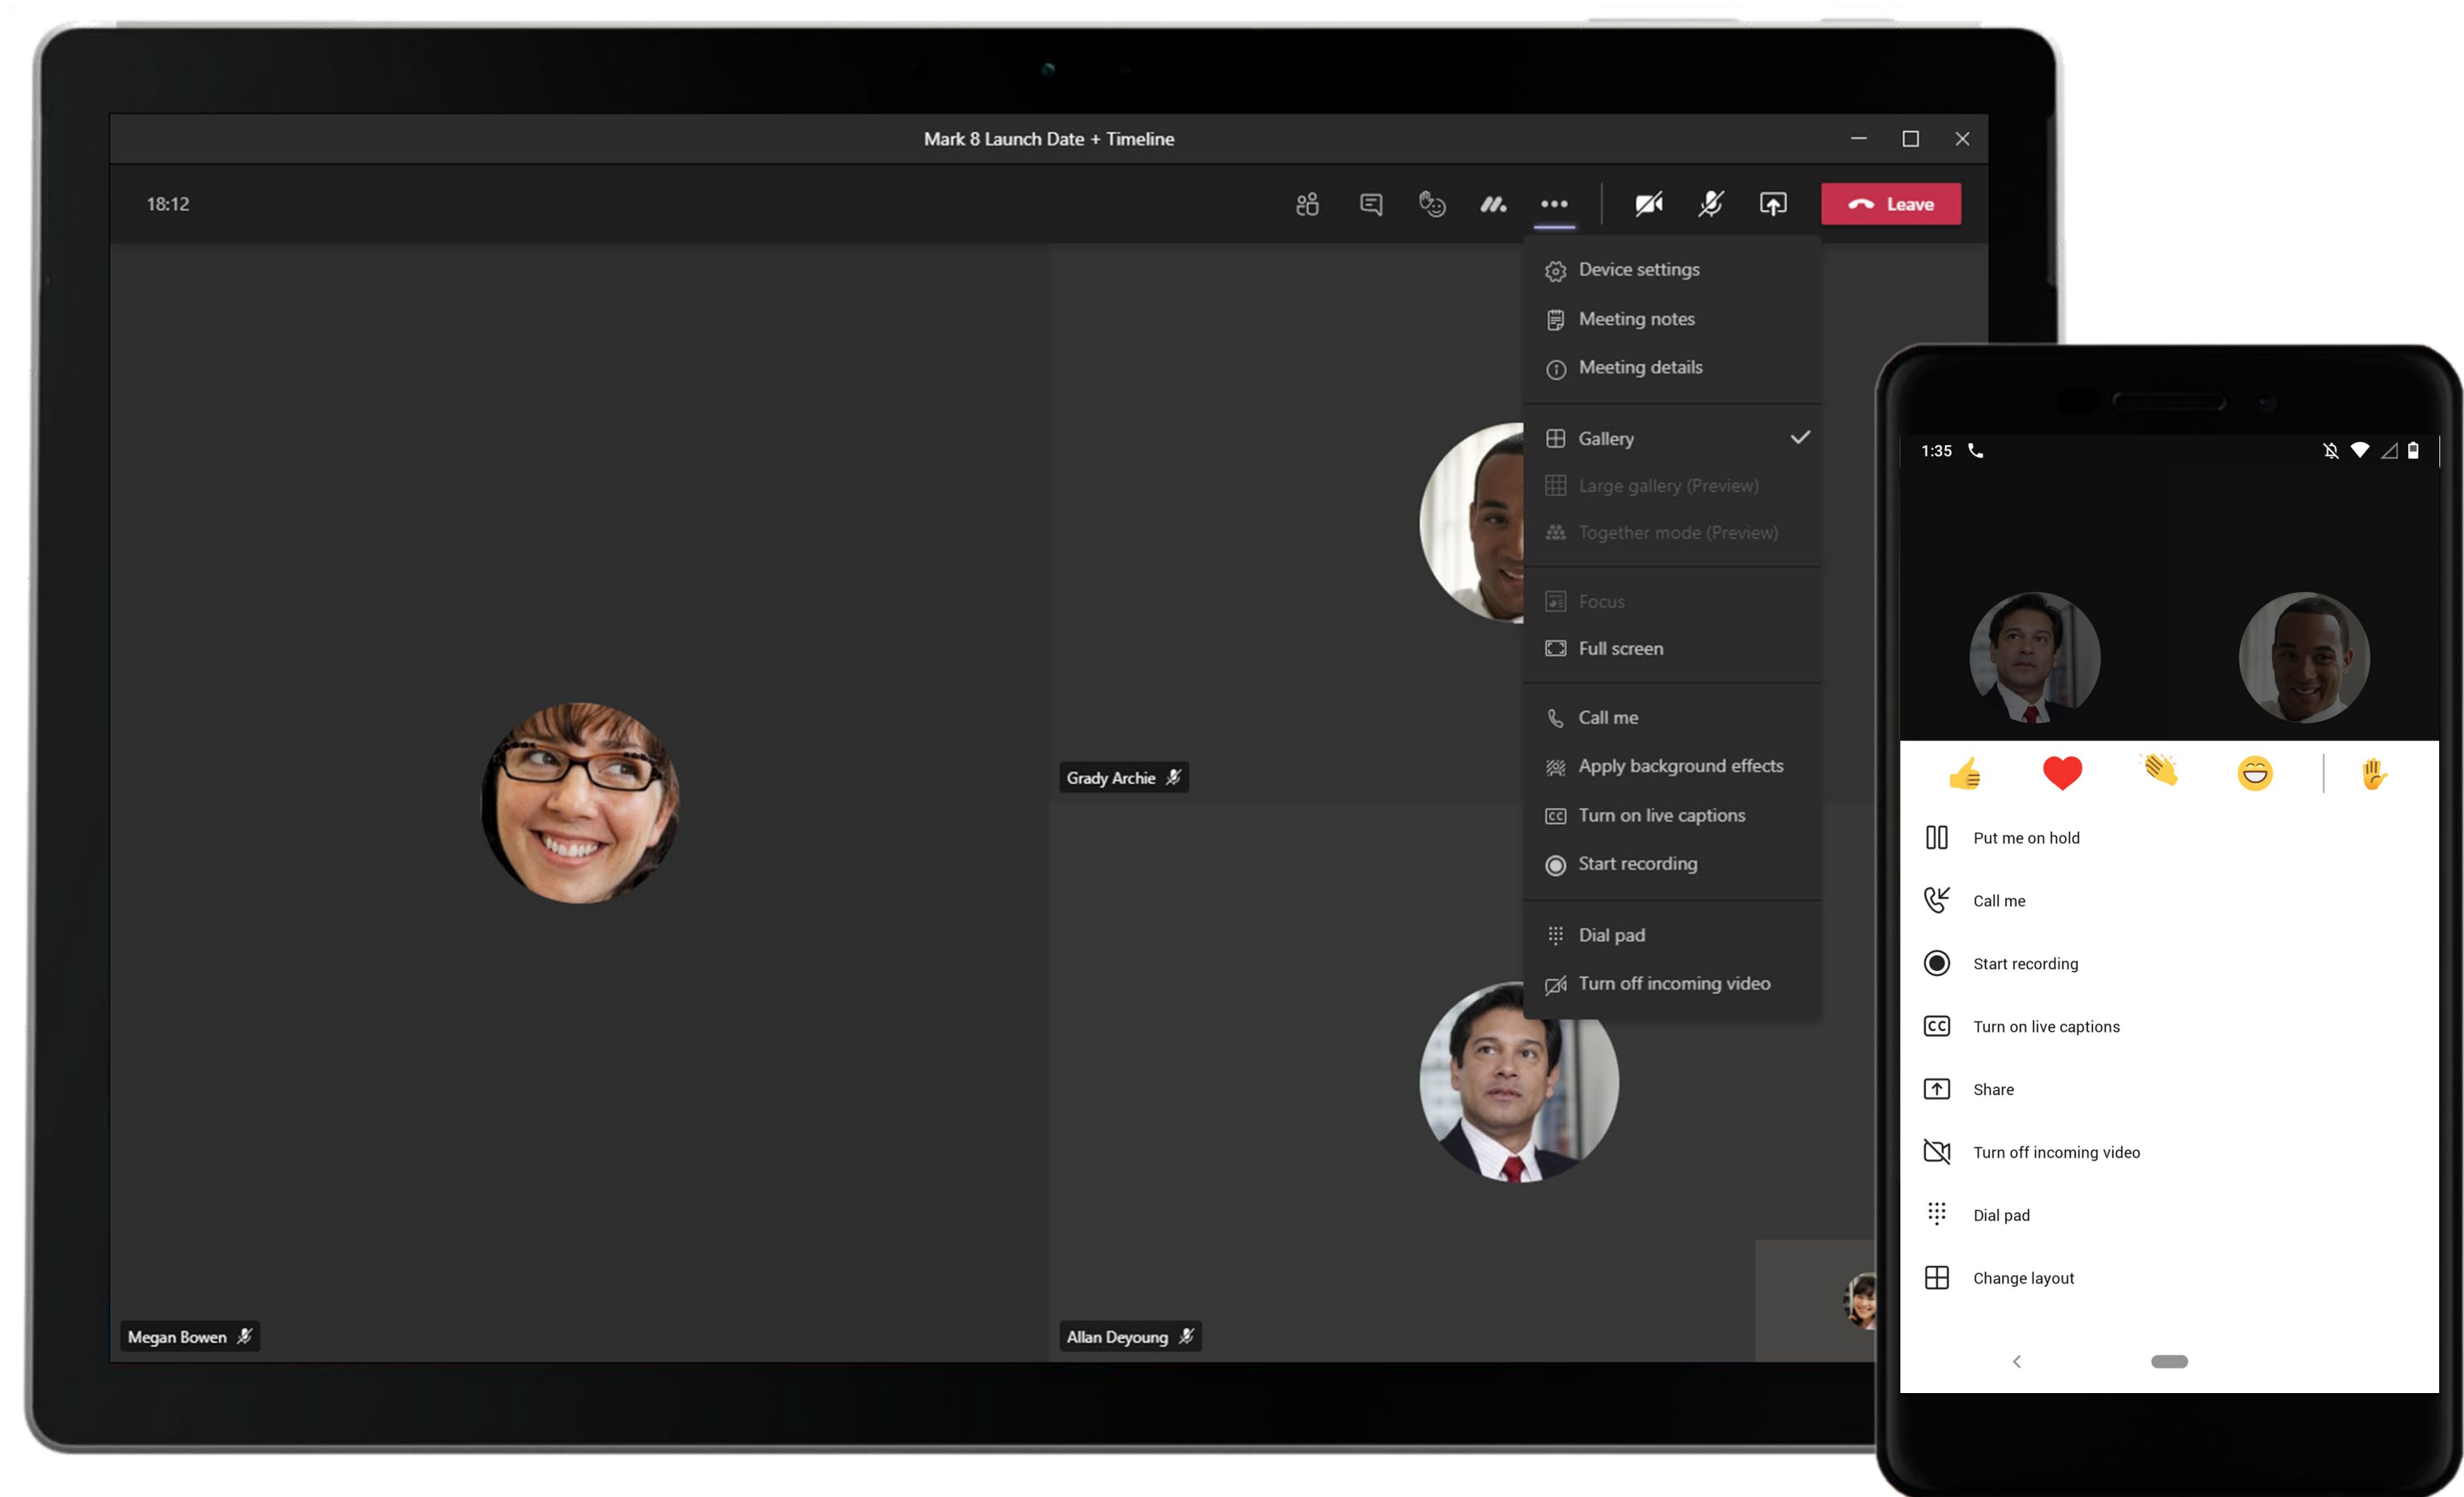 Mark 8 Launch Date + Timeline
18:12
Leave
Device settings
Meeting notes
Meeting details
Gallery
Large gallery (Preview)
Together mode (Preview)
Focus
Full screen
Call me
Apply background effects
CC Turn on live captions
Start recording
Dial pad
Turn off incoming video
Grady Archie
Megan Bowen
Allan Deyoung
1:35
Put me on hold
Call me
Start recording
CC Turn on live captions
Share
Turn off incoming video
Dial pad
Change layout